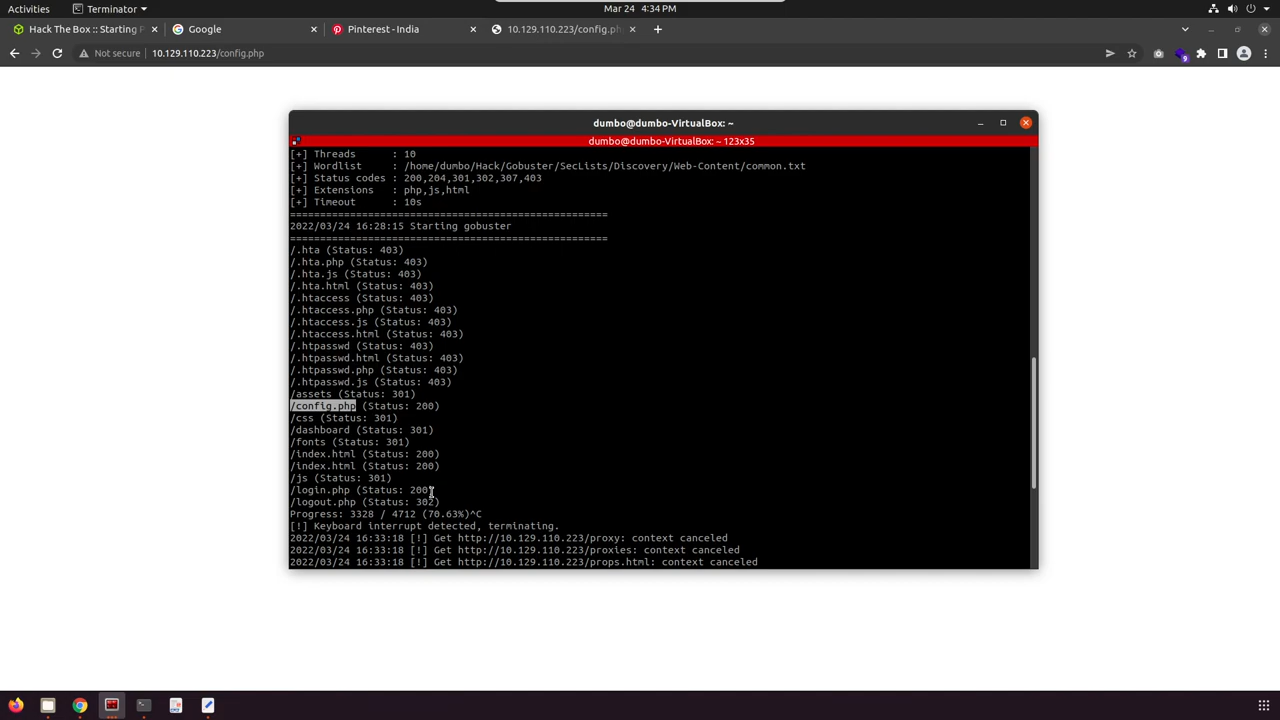 Activities
Terminator
Mar 24 4:34 PM
Hack The Box :: Starting P
Google
Pinterest - India
10.129.110.223/config.ph
Not secure
10.129.110.223/config.php
9
dumbo@dumbo-VirtualBox: ~
dumbo@dumbo-VirtualBox: ~ 123x35
[+] Threads : 10
[+] Wordlist : /home/dumbo/Hack/Gobuster/SecLists/Discovery/Web-Content/common.txt
[+] Status codes : 200,204,301,302,307,403
[+] Extensions : php,js,html
[+] Timeout : 10s
=====================================================
2022/03/24 16:28:15 Starting gobuster
=====================================================
/.hta (Status: 403)
/.hta.php (Status: 403)
/.hta.js (Status: 403)
/.hta.html (Status: 403)
/.htaccess (Status: 403)
/.htaccess.php (Status: 403)
/.htaccess.js (Status: 403)
/.htaccess.html (Status: 403)
/.htpasswd (Status: 403)
/.htpasswd.html (Status: 403)
/.htpasswd.php (Status: 403)
/.htpasswd.js (Status: 403)
/assets (Status: 301)
/config.php (Status: 200)
/css (Status: 301)
/dashboard (Status: 301)
/fonts (Status: 301)
/index.html (Status: 200)
/index.html (Status: 200)
/js (Status: 301)
/login.php (Status: 200)
/logout.php (Status: 302)
Progress: 3328 / 4712 (70.63%)^C
[!] Keyboard interrupt detected, terminating.
2022/03/24 16:33:18 [!] Get http://10.129.110.223/proxy: context canceled
2022/03/24 16:33:18 [!] Get http://10.129.110.223/proxies: context canceled
2022/03/24 16:33:18 [!] Get http://10.129.110.223/props.html: context canceled